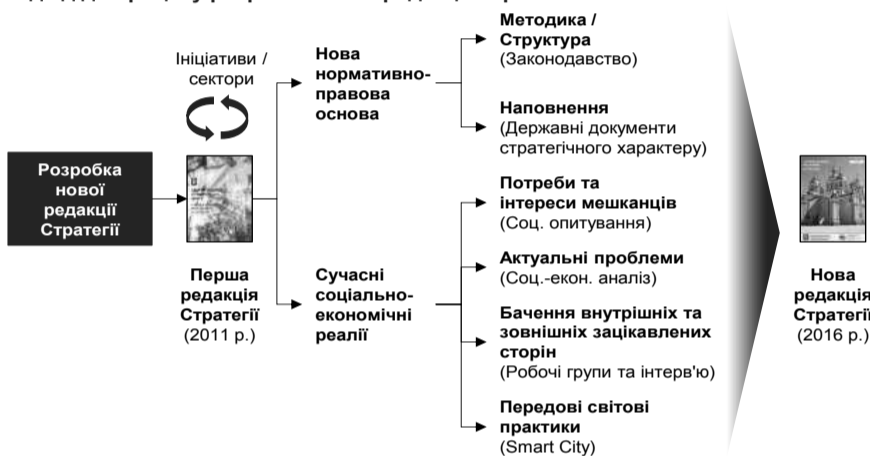 Ініціативи /
сектори
Розробка
нової
редакції
Стратегії
Перша
редакція
Стратегії
(2011 р.)
Нова
нормативно-
правова
основа
Сучасні
соціально-
економічні
реалії
Методика /
Структура
(Законодавство)
Наповнення
(Державні документи
стратегічного характеру)
Потреби та
інтереси мешканців
(Соц. опитування)
Актуальні проблеми
(Соц.-екон. аналіз)
Бачення внутрішніх та
зовнішніх зацікавлених
сторін
(Робочі групи та інтерв'ю)
Передові світові
практики
(Smart City)
Нова
редакція
Стратегії
(2016 р.)